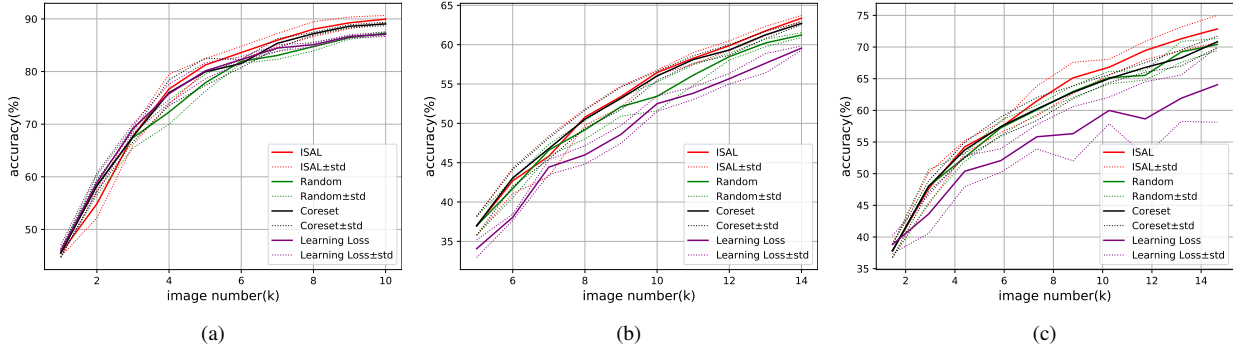 90
80
70
60
50
accuracy(%)
2
4
6
8
10
image number(k)
ISAL
ISAL±std
Random
Random±std
Coreset
Coreset±std
Learning Loss
Learning Loss±std
(a)
65
60
55
50
45
40
35
accuracy(%)
6
8
10
12
14
image number(k)
ISAL
ISAL±std
Random
Random±std
Coreset
Coreset±std
Learning Loss
Learning Loss±std
(b)
75
70
65
60
55
50
45
40
35
accuracy(%)
2
4
6
8
10
12
14
image number(k)
ISAL
ISAL±std
Random
Random±std
Coreset
Coreset±std
Learning Loss
Learning Loss±std
(c)